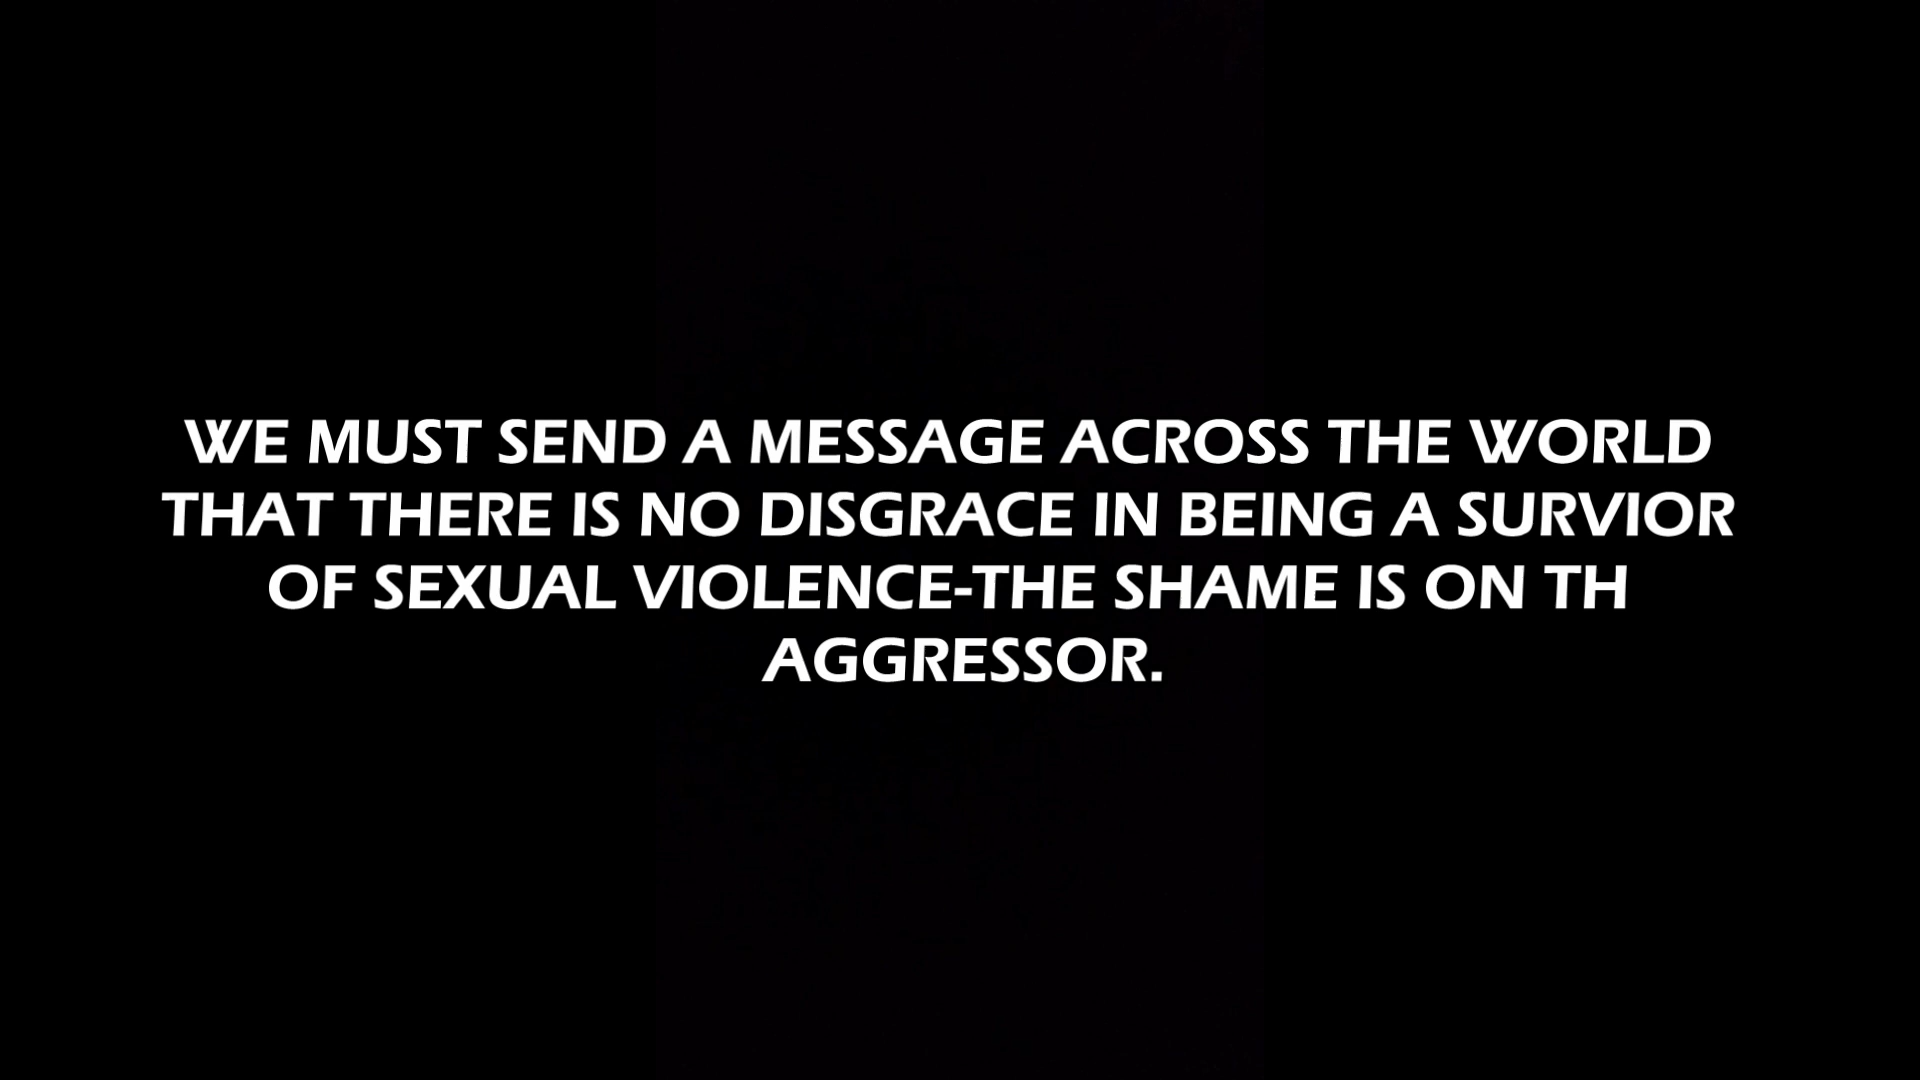 WE MUST SEND A MESSAGE ACROSS THE WORLD
THAT THERE IS NO DISGRACE IN BEING A SURVIOR
OF SEXUAL VIOLENCE-THE SHAME IS ON TH
AGGRESSOR.